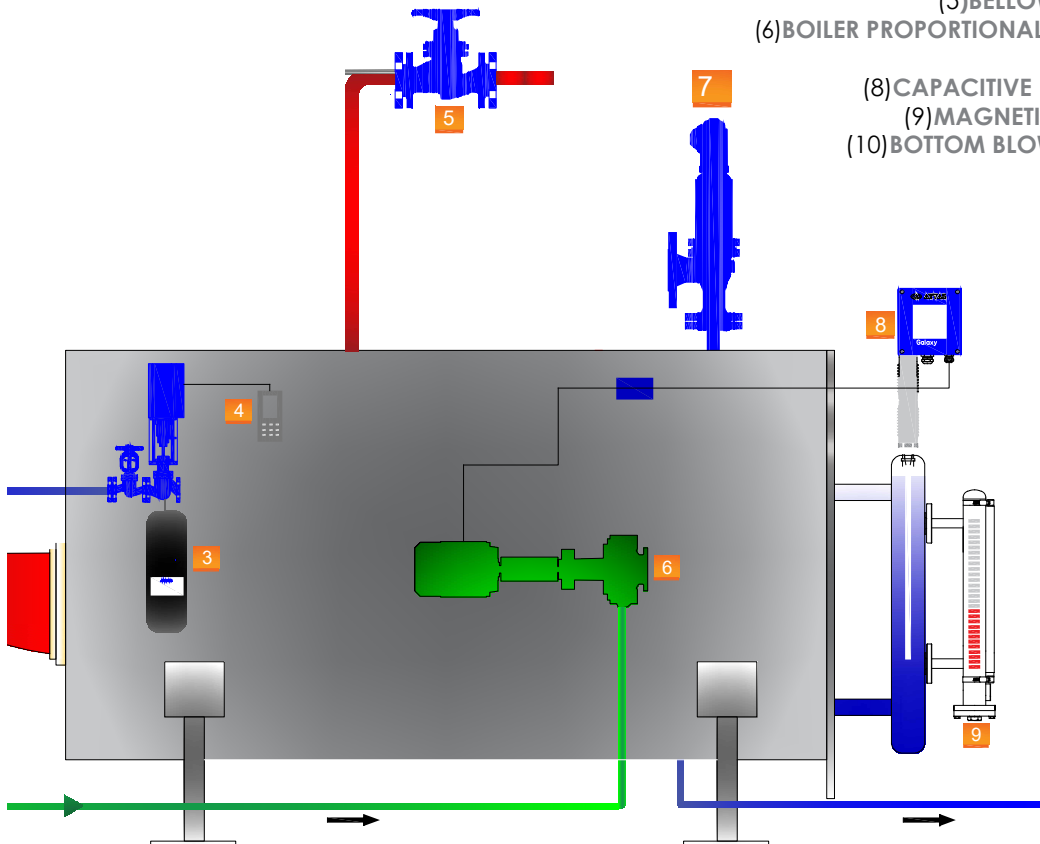 (5)BELLOW
(6)BOILER PROPORTIONAL
(8)CAPACITIVE
(9)MAGNETI
(10)BOTTOM BLOW
7
5
8
Galaxy
4
3
6
9